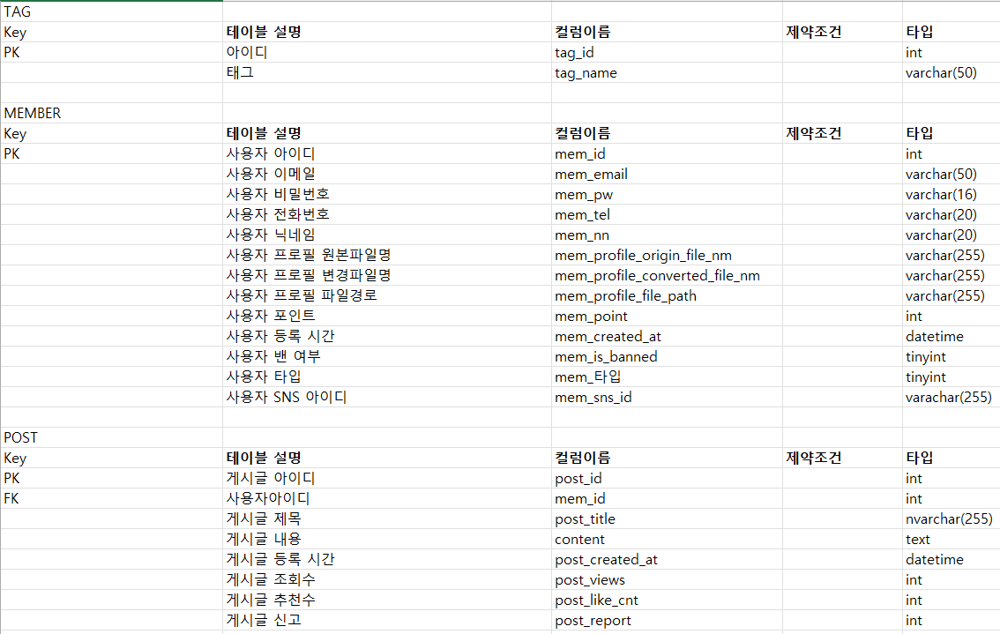 TAG
Key 테이블 설명 컬럼이름 제약조건 타입
PK 아이디 tag_id int
태그 tag_name varchar(50)
MEMBER
Key 테이블 설명 컬럼이름 제약조건 타입
PK 사용자 아이디 mem_id int
사용자 이메일 mem_email varchar(50)
사용자 비밀번호 mem_pw varchar(16)
사용자 전화번호 mem_tel varchar(20)
사용자 닉네임 mem_nn varchar(20)
사용자 프로필 원본파일명 mem_profile_origin_file_nm varchar(255)
사용자 프로필 변경파일명 mem_profile_converted_file_nm varchar(255)
사용자 프로필 파일경로 mem_profile_file_path varchar(255)
사용자 포인트 mem_point int
사용자 등록 시간 mem_created_at datetime
사용자 밴 여부 mem_is_banned tinyint
사용자 타입 mem_타입 tinyint
사용자 SNS 아이디 mem_sns_id varachar(255)
POST
Key 테이블 설명 컬럼이름 제약조건 타입
PK 게시글 아이디 post_id int
FK 사용자아이디 mem_id int
게시글 제목 post_title nvarchar(255)
게시글 내용 content text
게시글 등록 시간 post_created_at datetime
게시글 조회수 post_views int
게시글 추천수 post_like_cnt int
게시글 신고 post_report int